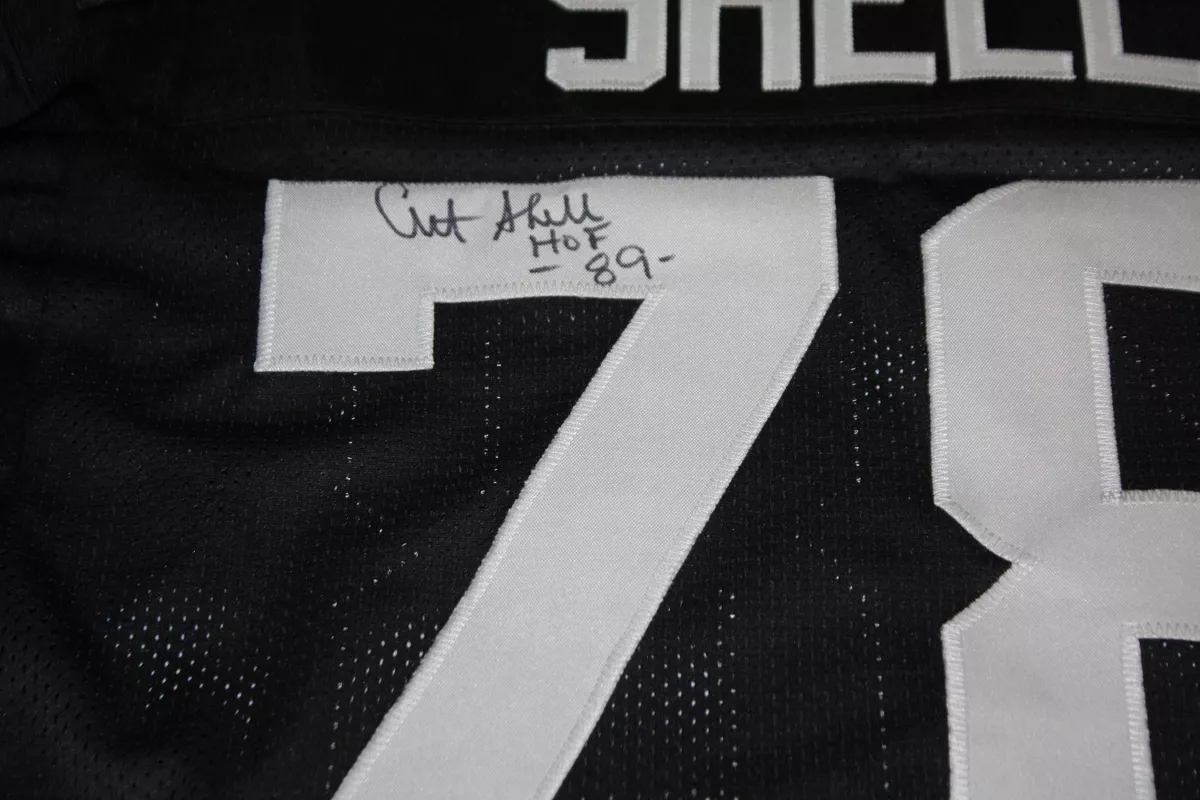 SHELL
Art Shell
HOF
- 89 -
78